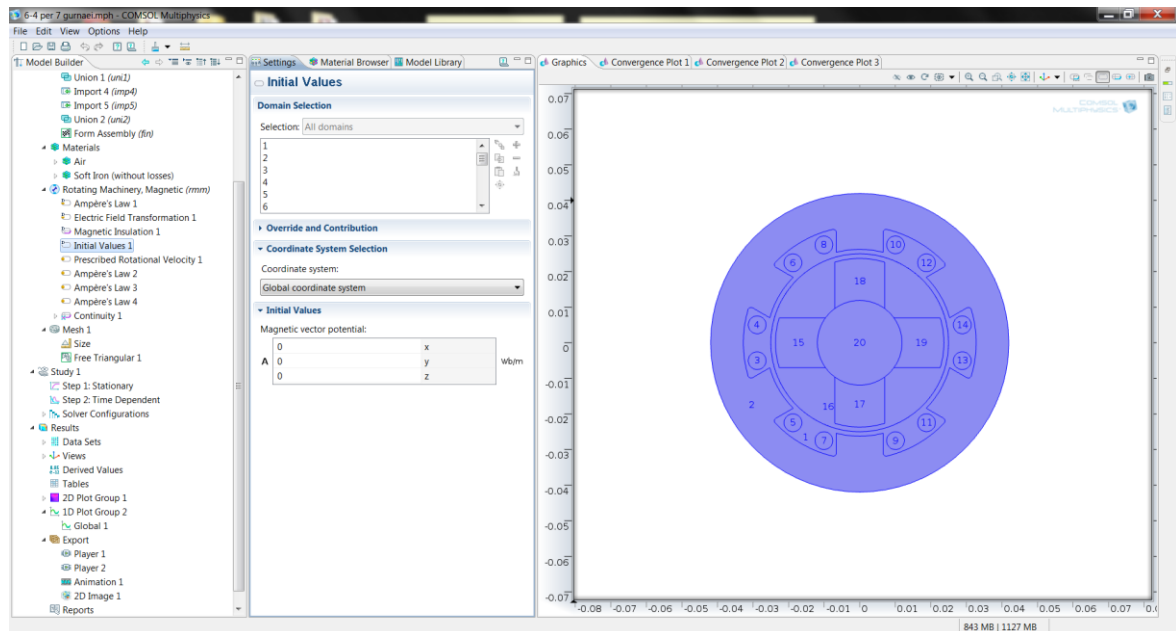 6-4 per 7 gurnaei.mph - COMSOL Multiphysics
File Edit View Options Help
Model Builder
Union 1 (uni1)
Import 4 (imp4)
Import 5 (imp5)
Union 2 (uni2)
Form Assembly (fin)
Materials
Air
Soft Iron (without losses)
Rotating Machinery, Magnetic (rmm)
Ampère's Law 1
Electric Field Transformation 1
Magnetic Insulation 1
Initial Values 1
Prescribed Rotational Velocity 1
Ampère's Law 2
Ampère's Law 3
Ampère's Law 4
Continuity 1
Mesh 1
Size
Free Triangular 1
Study 1
Step 1: Stationary
Step 2: Time Dependent
Solver Configurations
Results
Data Sets
Views
Derived Values
Tables
2D Plot Group 1
1D Plot Group 2
Global 1
Export
Player 1
Player 2
Animation 1
2D Image 1
Reports
Settings Material Browser Model Library
Initial Values
Domain Selection
Selection: All domains
1
2
3
4
5
6
Override and Contribution
Coordinate System Selection
Coordinate system:
Global coordinate system
Initial Values
Magnetic vector potential:
0 x
A 0 y Wb/m
0 z
Graphics Convergence Plot 1 Convergence Plot 2 Convergence Plot 3
COMSOL
MULTIPHYSICS
0.07
0.06
0.05
0.04
0.03
0.02
0.01
0
-0.01
-0.02
-0.03
-0.04
-0.05
-0.06
-0.07
8 10
6 12
18
4 14
15 20 19
3 13
2 16 17
5 11
1 7 9
-0.08 -0.07 -0.06 -0.05 -0.04 -0.03 -0.02 -0.01 0 0.01 0.02 0.03 0.04 0.05 0.06 0.07
843 MB | 1127 MB